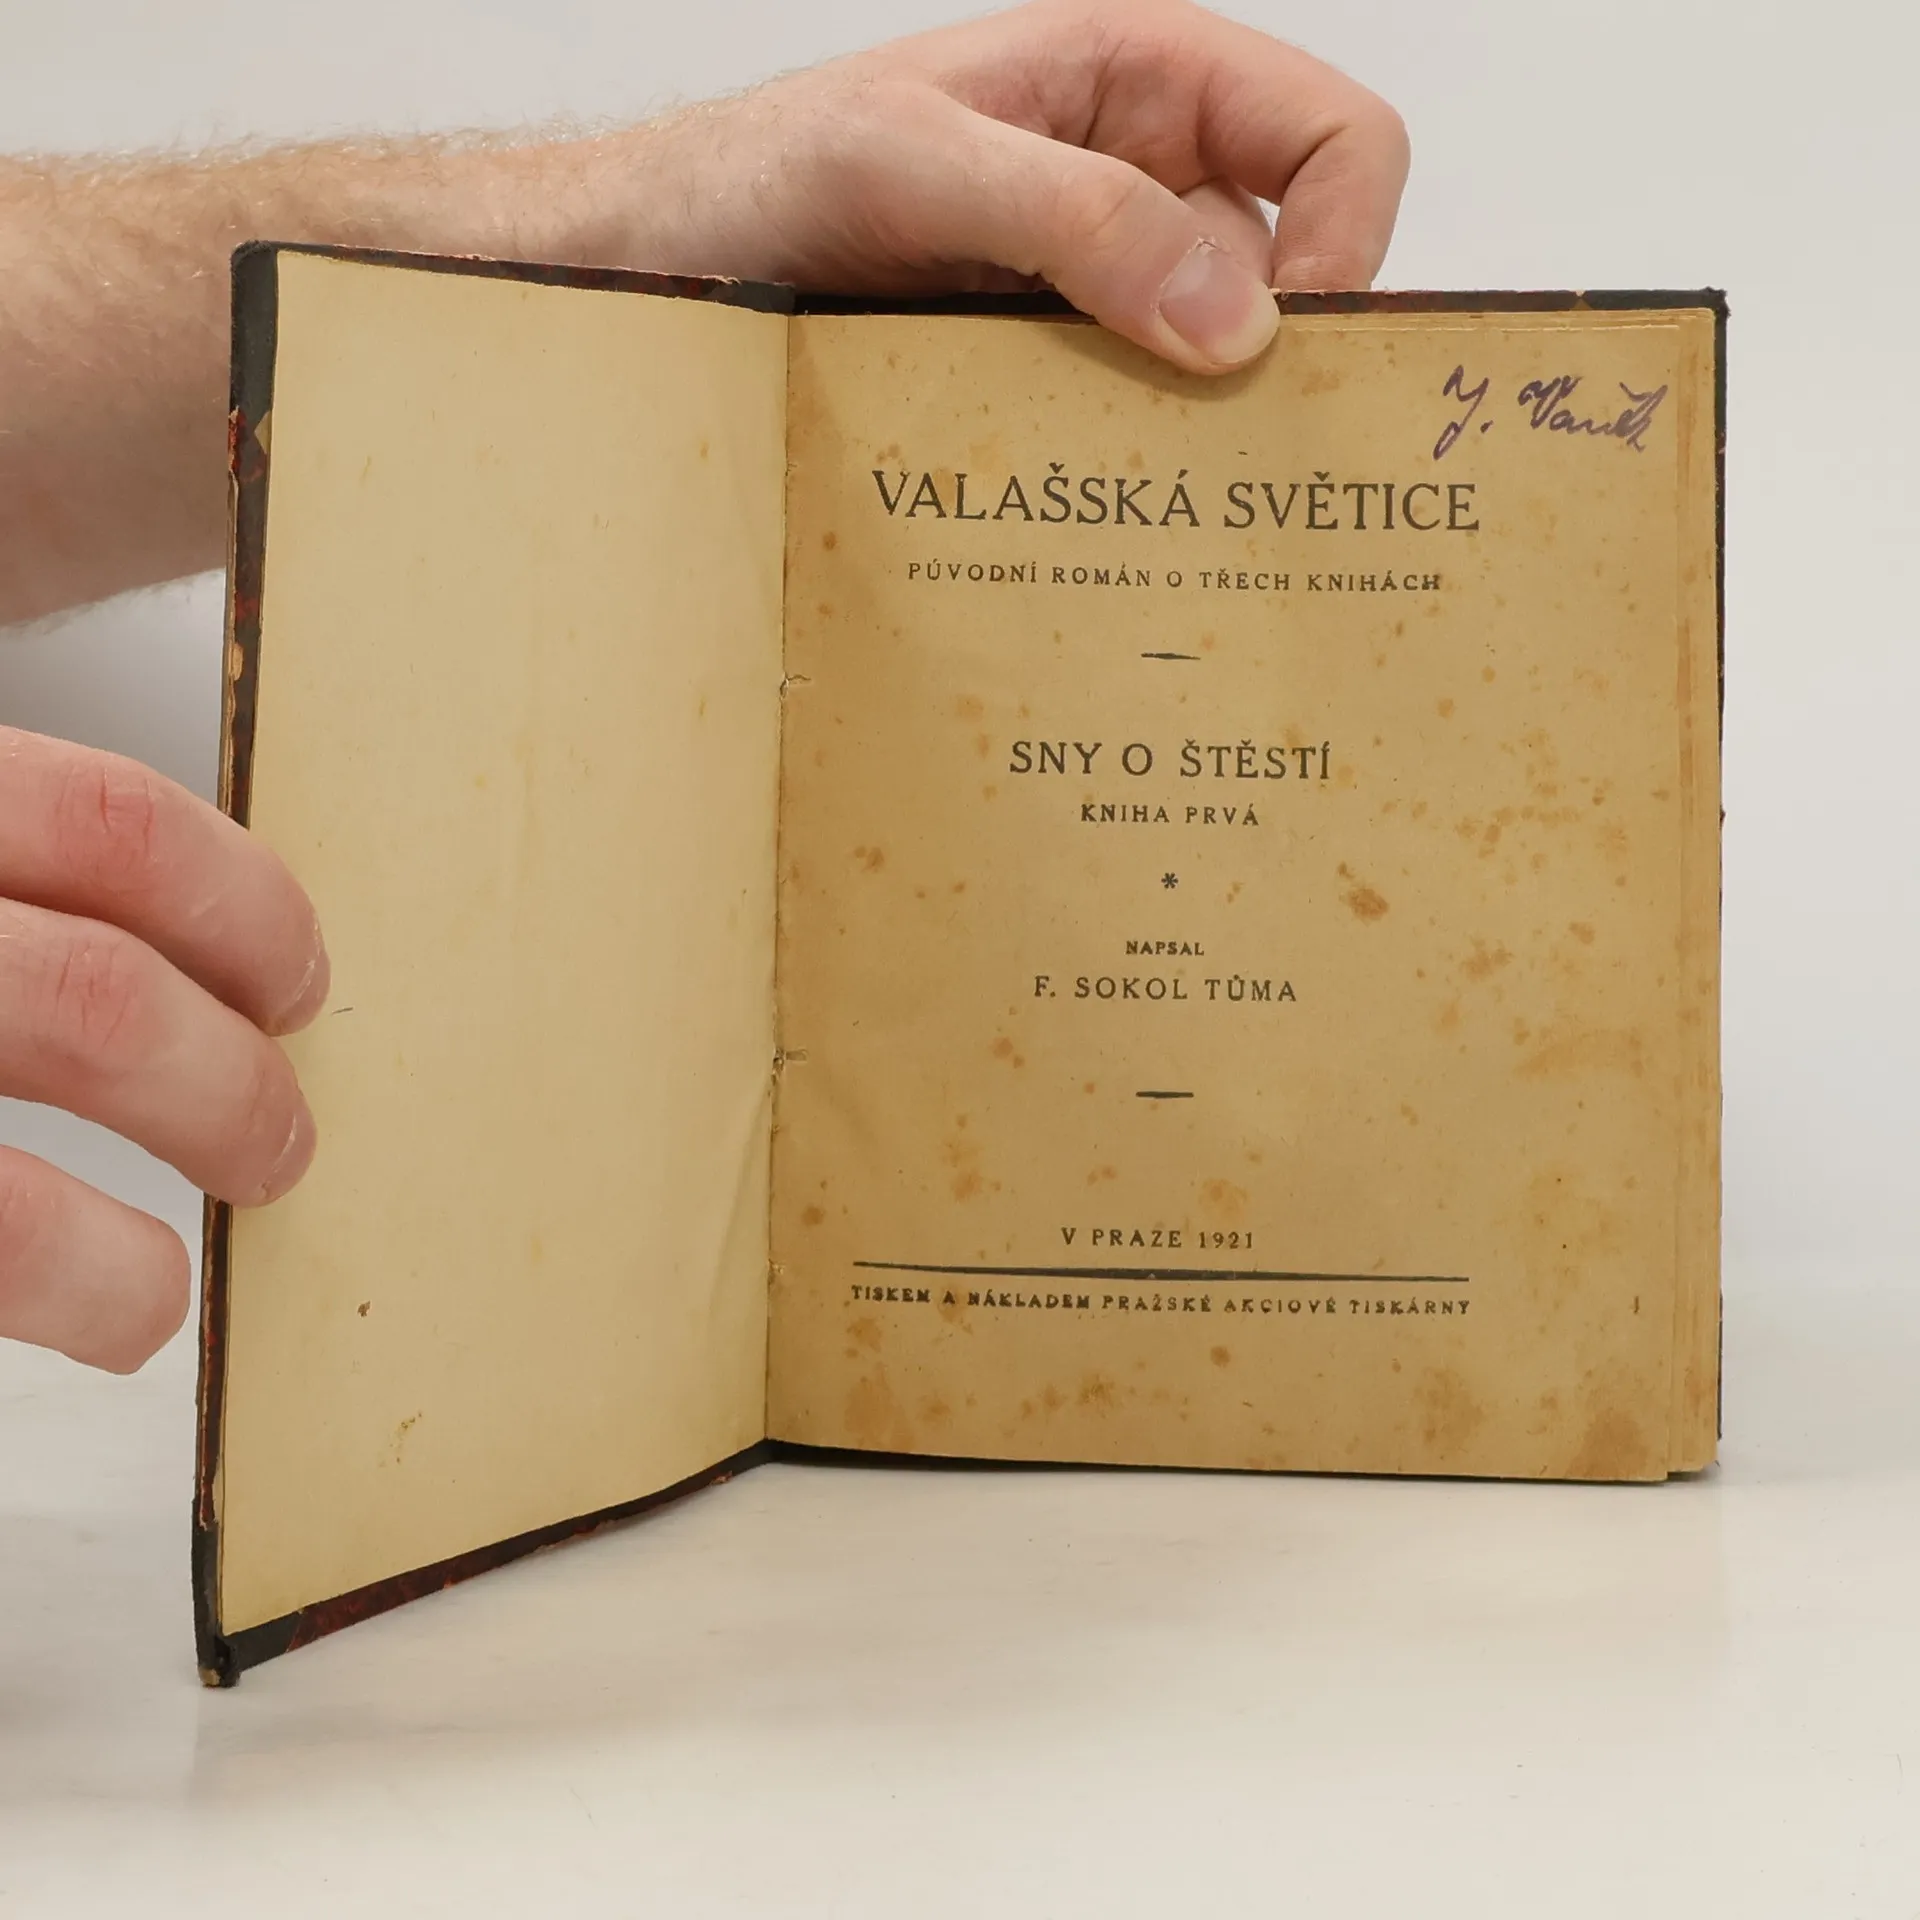 J. Vaněk
VALAŠSKÁ SVĚTICE
PÚVODNÍ ROMÁN O TŘECH KNIHÁCH
SNY O ŠTĚSTÍ
KNIHA PRVÁ
*
NAPSAL
F. SOKOL TŮMA
V PRAZE 1921
TISKEM A NÁKLADEM PRAŽSKÉ AKCIOVÉ TISKÁRNY